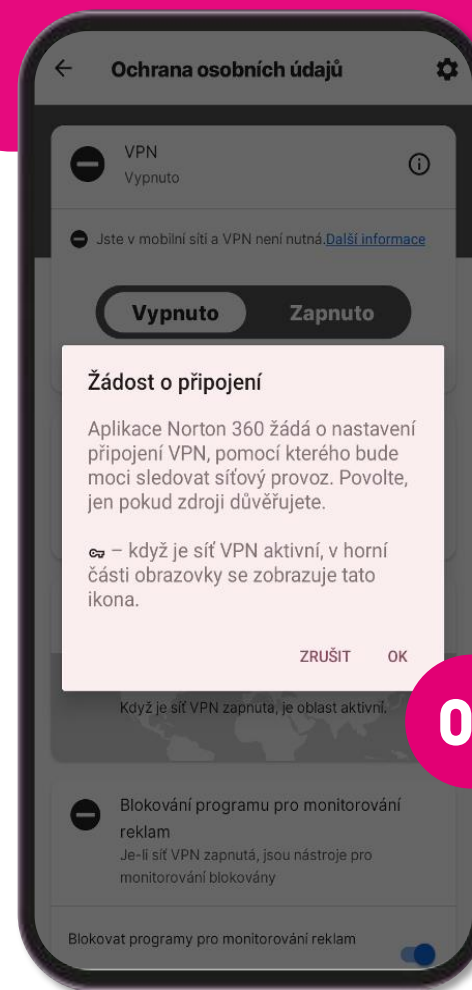 Ochrana osobních údajů
VPN
Vypnuto
Jste v mobilní síti a VPN není nutná.Další informace
Vypnuto Zapnuto
Žádost o připojení
Aplikace Norton 360 žádá o nastavení
připojení VPN, pomocí kterého bude
moci sledovat síťový provoz. Povolte,
jen pokud zdroji důvěřujete.
– když je síť VPN aktivní, v horní
části obrazovky se zobrazuje tato
ikona.
ZRUŠIT OK
Když je síť VPN zapnuta, je oblast aktivní.
0
Blokování programu pro monitorování
reklam
Je-li síť VPN zapnutá, jsou nástroje pro
monitorování blokovány
Blokovat programy pro monitorování reklam